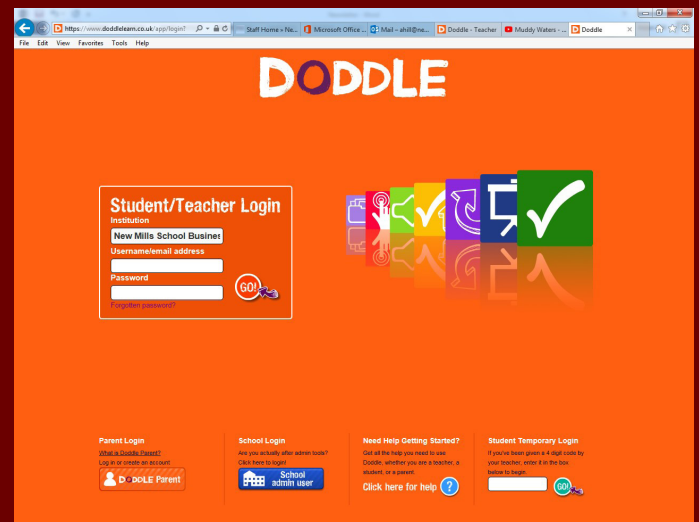 https://www.doddlelearn.co.uk/app/login?
Staff Home » Ne...
Microsoft Office ...
Mail – ahill@ne...
Doddle - Teacher
Muddy Waters - ...
Doddle
File Edit View Favorites Tools Help
DODDLE
Student/Teacher Login
Institution
New Mills School Busines
Username/email address
Password
GO!
Forgotten password?
Parent Login
What is Doddle Parent?
Log in or create an account
DODDLE Parent
School Login
Are you actually after admin tools?
Click here to login!
School
admin user
Need Help Getting Started?
Get all the help you need to use
Doddle, whether you are a teacher, a
student, or a parent.
Click here for help ?
Student Temporary Login
If you've been given a 4 digit code by
your teacher, enter it in the box
below to begin.
GO!